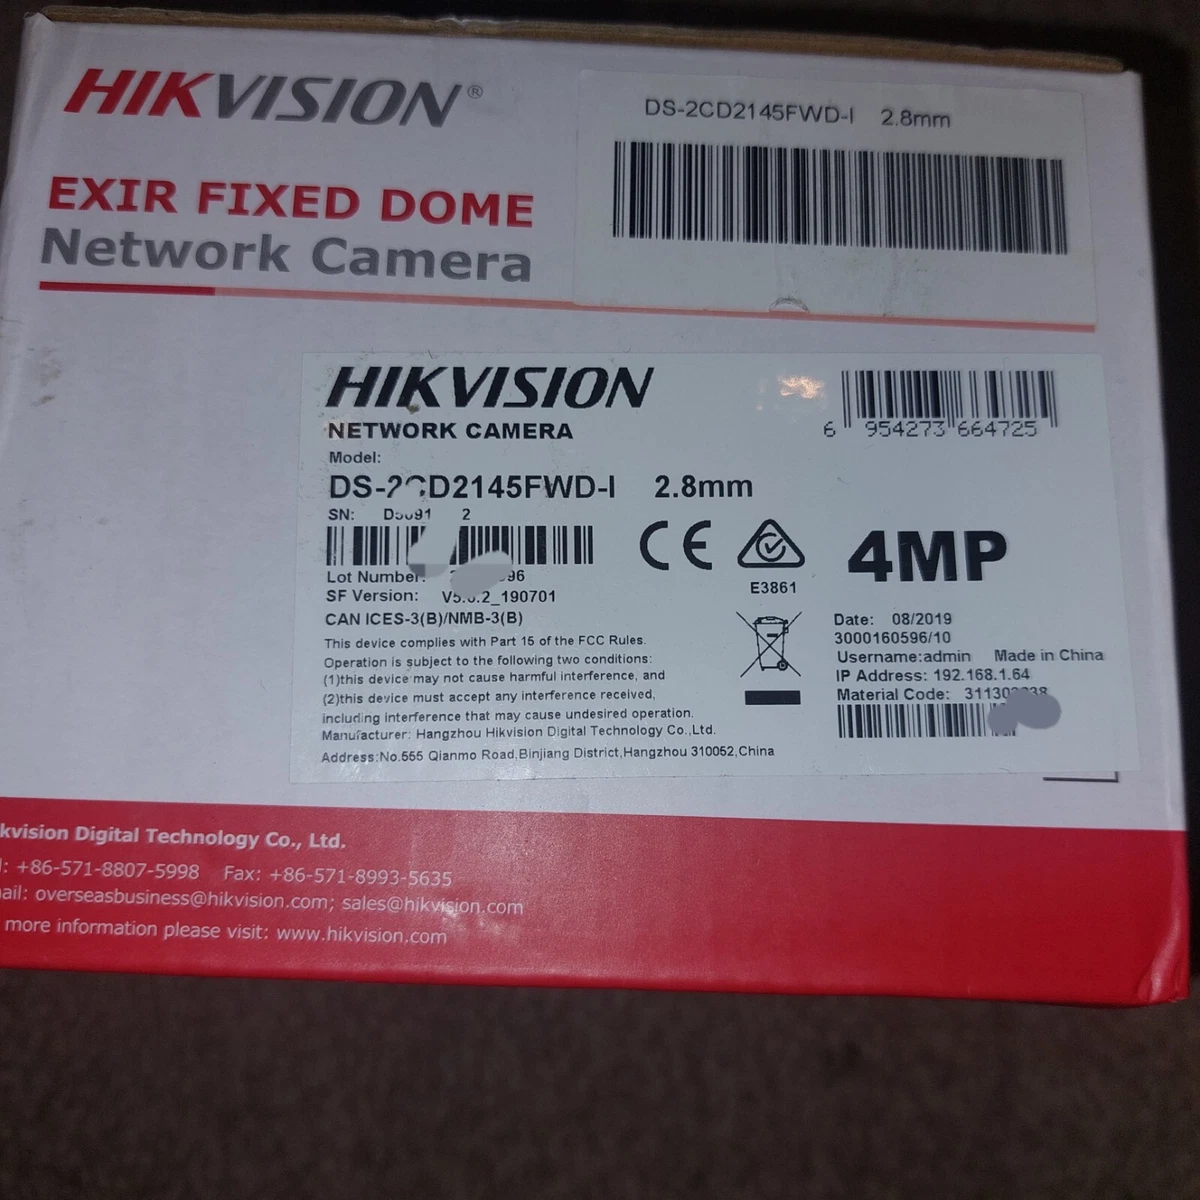 HIKVISION®
DS-2CD2145FWD-I 2.8mm
EXIR FIXED DOME
Network Camera
HIKVISION
NETWORK CAMERA
6 954273 664725
Model:
DS-2CD2145FWD-I 2.8mm
SN:
4MP
E3861
Lot Number: 96
SF Version: 190701
CAN ICES-3(B)/NMB-3(B)
This device complies with Part 15 of the FCC Rules.
Operation is subject to the following two conditions:
(1)this device may not cause harmful interference, and
(2)this device must accept any interference received,
including interference that may cause undesired operation.
Manufacturer: Hangzhou Hikvision Digital Technology Co.,Ltd.
Address:No.555 Qianmo Road,Binjiang District,Hangzhou 310052,China
Date: 08/2019
3000160596/10
Username:admin Made in China
IP Address: 192.168.1.64
Material Code:
kvision Digital Technology Co., Ltd.
: +86-571-8807-5998 Fax: +86-571-8993-5635
ail: overseasbusiness@hikvision.com; sales@hikvision.com
more information please visit: www.hikvision.com